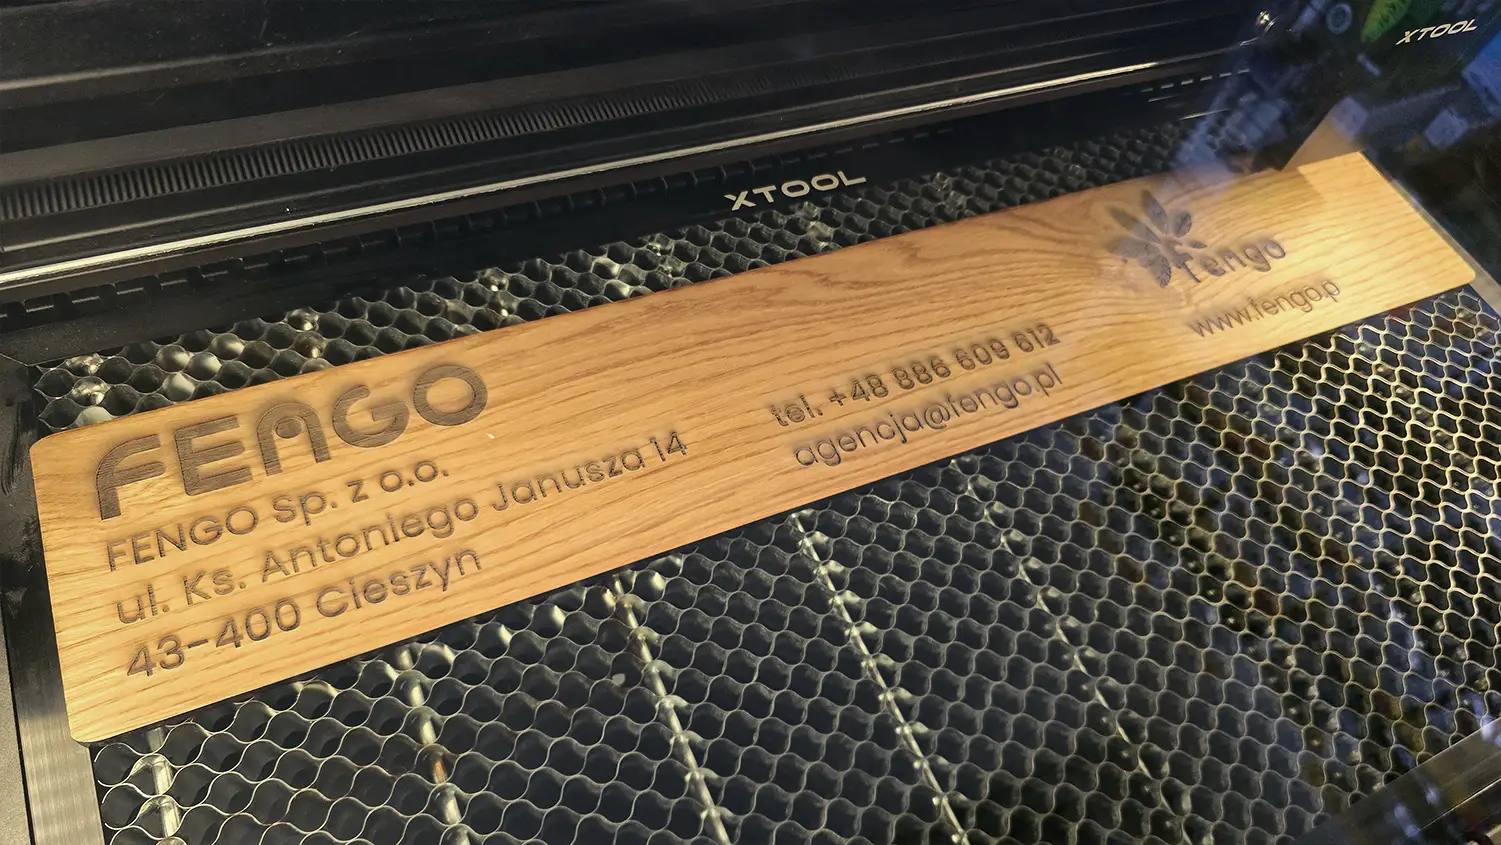 XTOOL
XTOOL
FENGO
FENGO Sp. z o.o.
ul. Ks. Antoniego Janusza 14
43-400 Cieszyn
tel. +48 886 609 612
agencja@fengo.pl
fengo
www.fengo.p